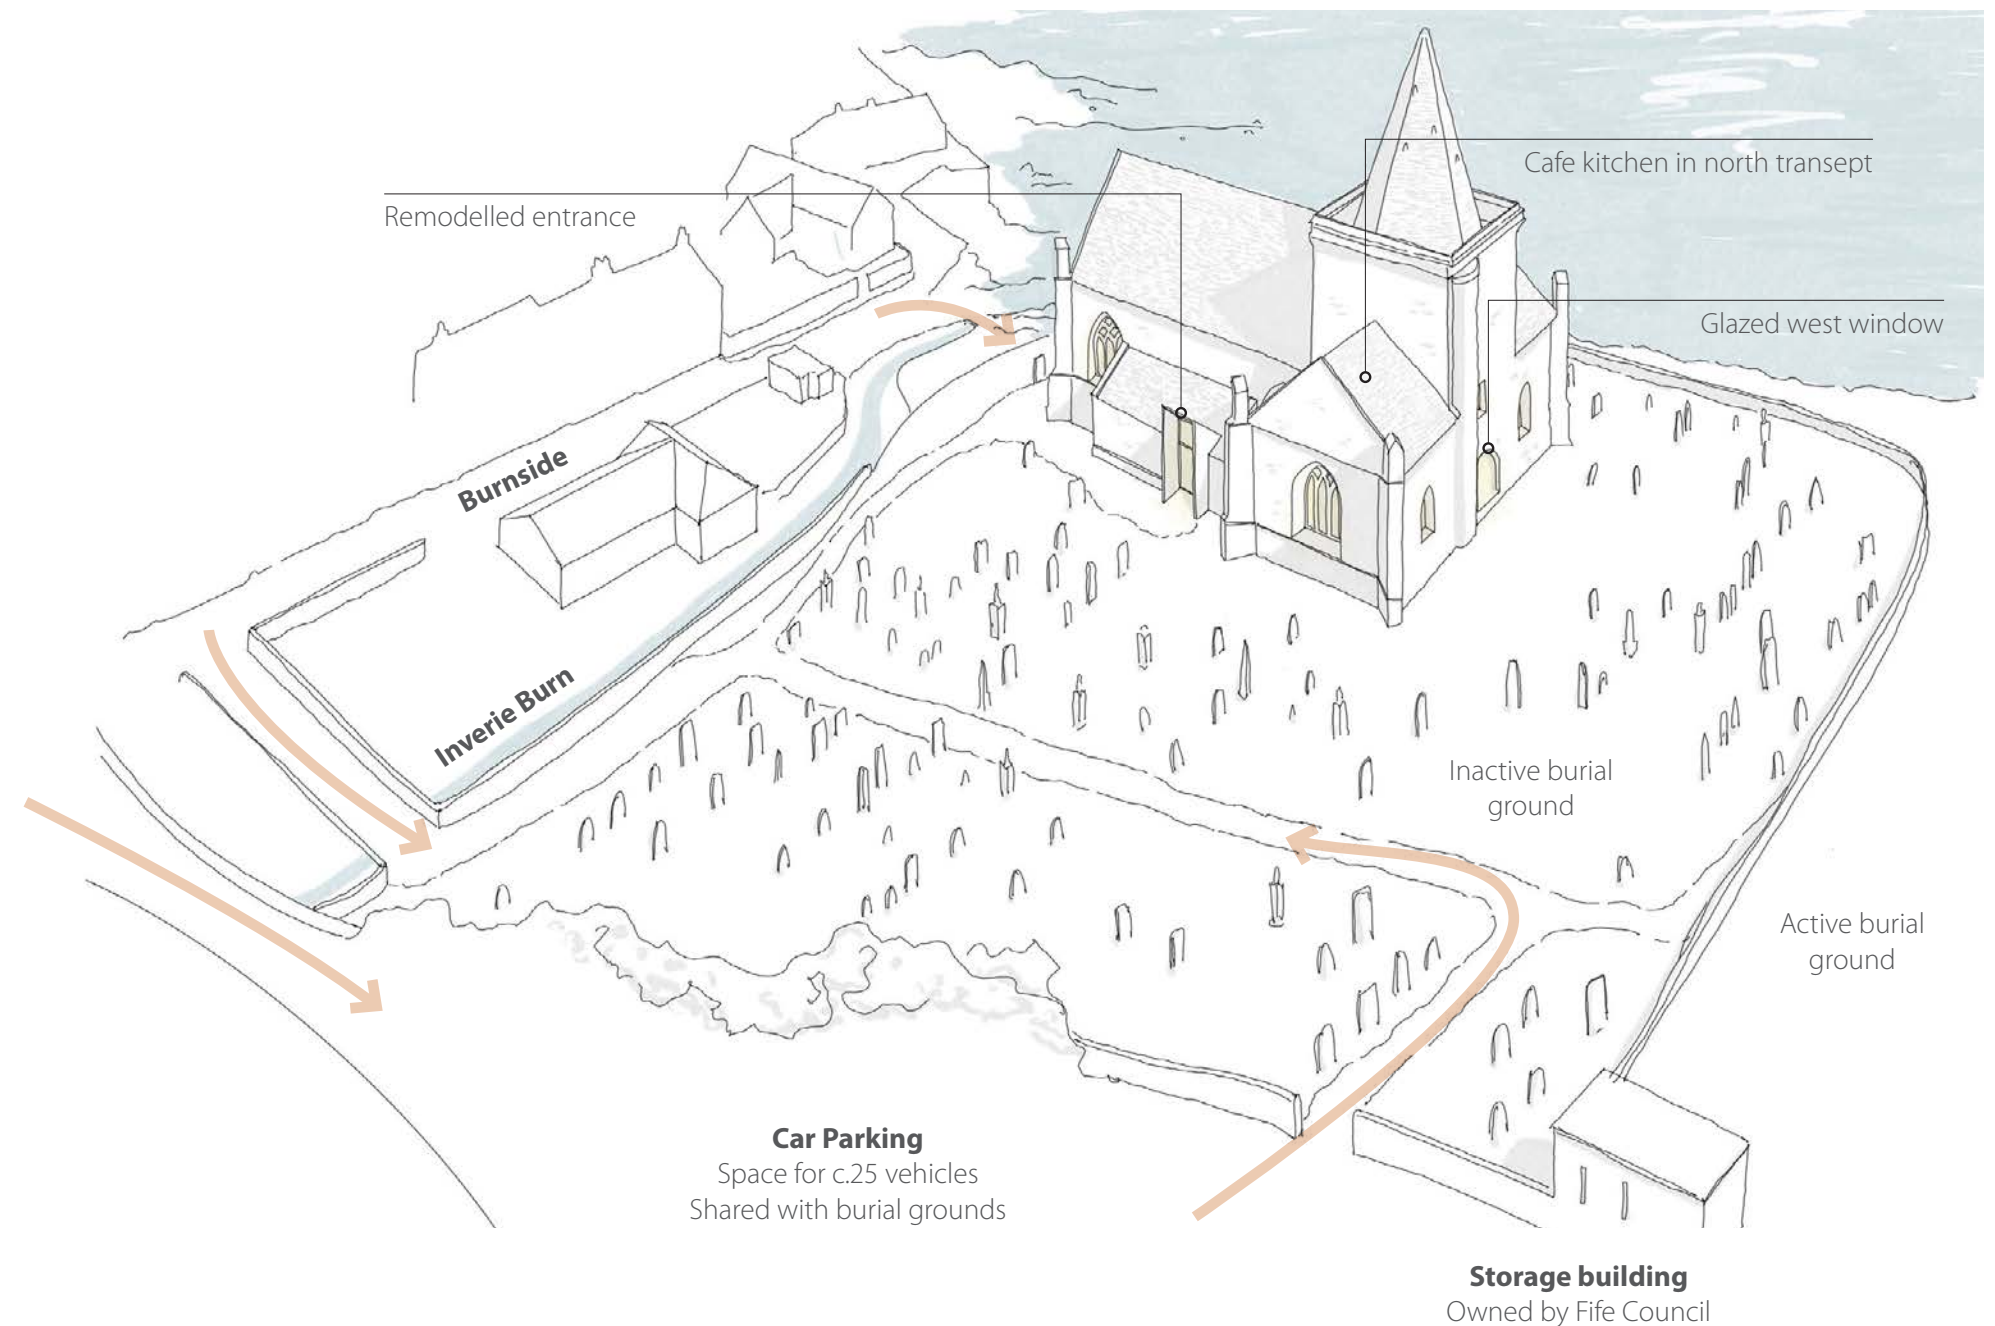 Cafe kitchen in north transept
Remodelled entrance
Glazed west window
Burnside
Inverie Burn
Inactive burial
ground
Active burial
ground
Car Parking
Space for c.25 vehicles
Shared with burial grounds
Storage building
Owned by Fife Council